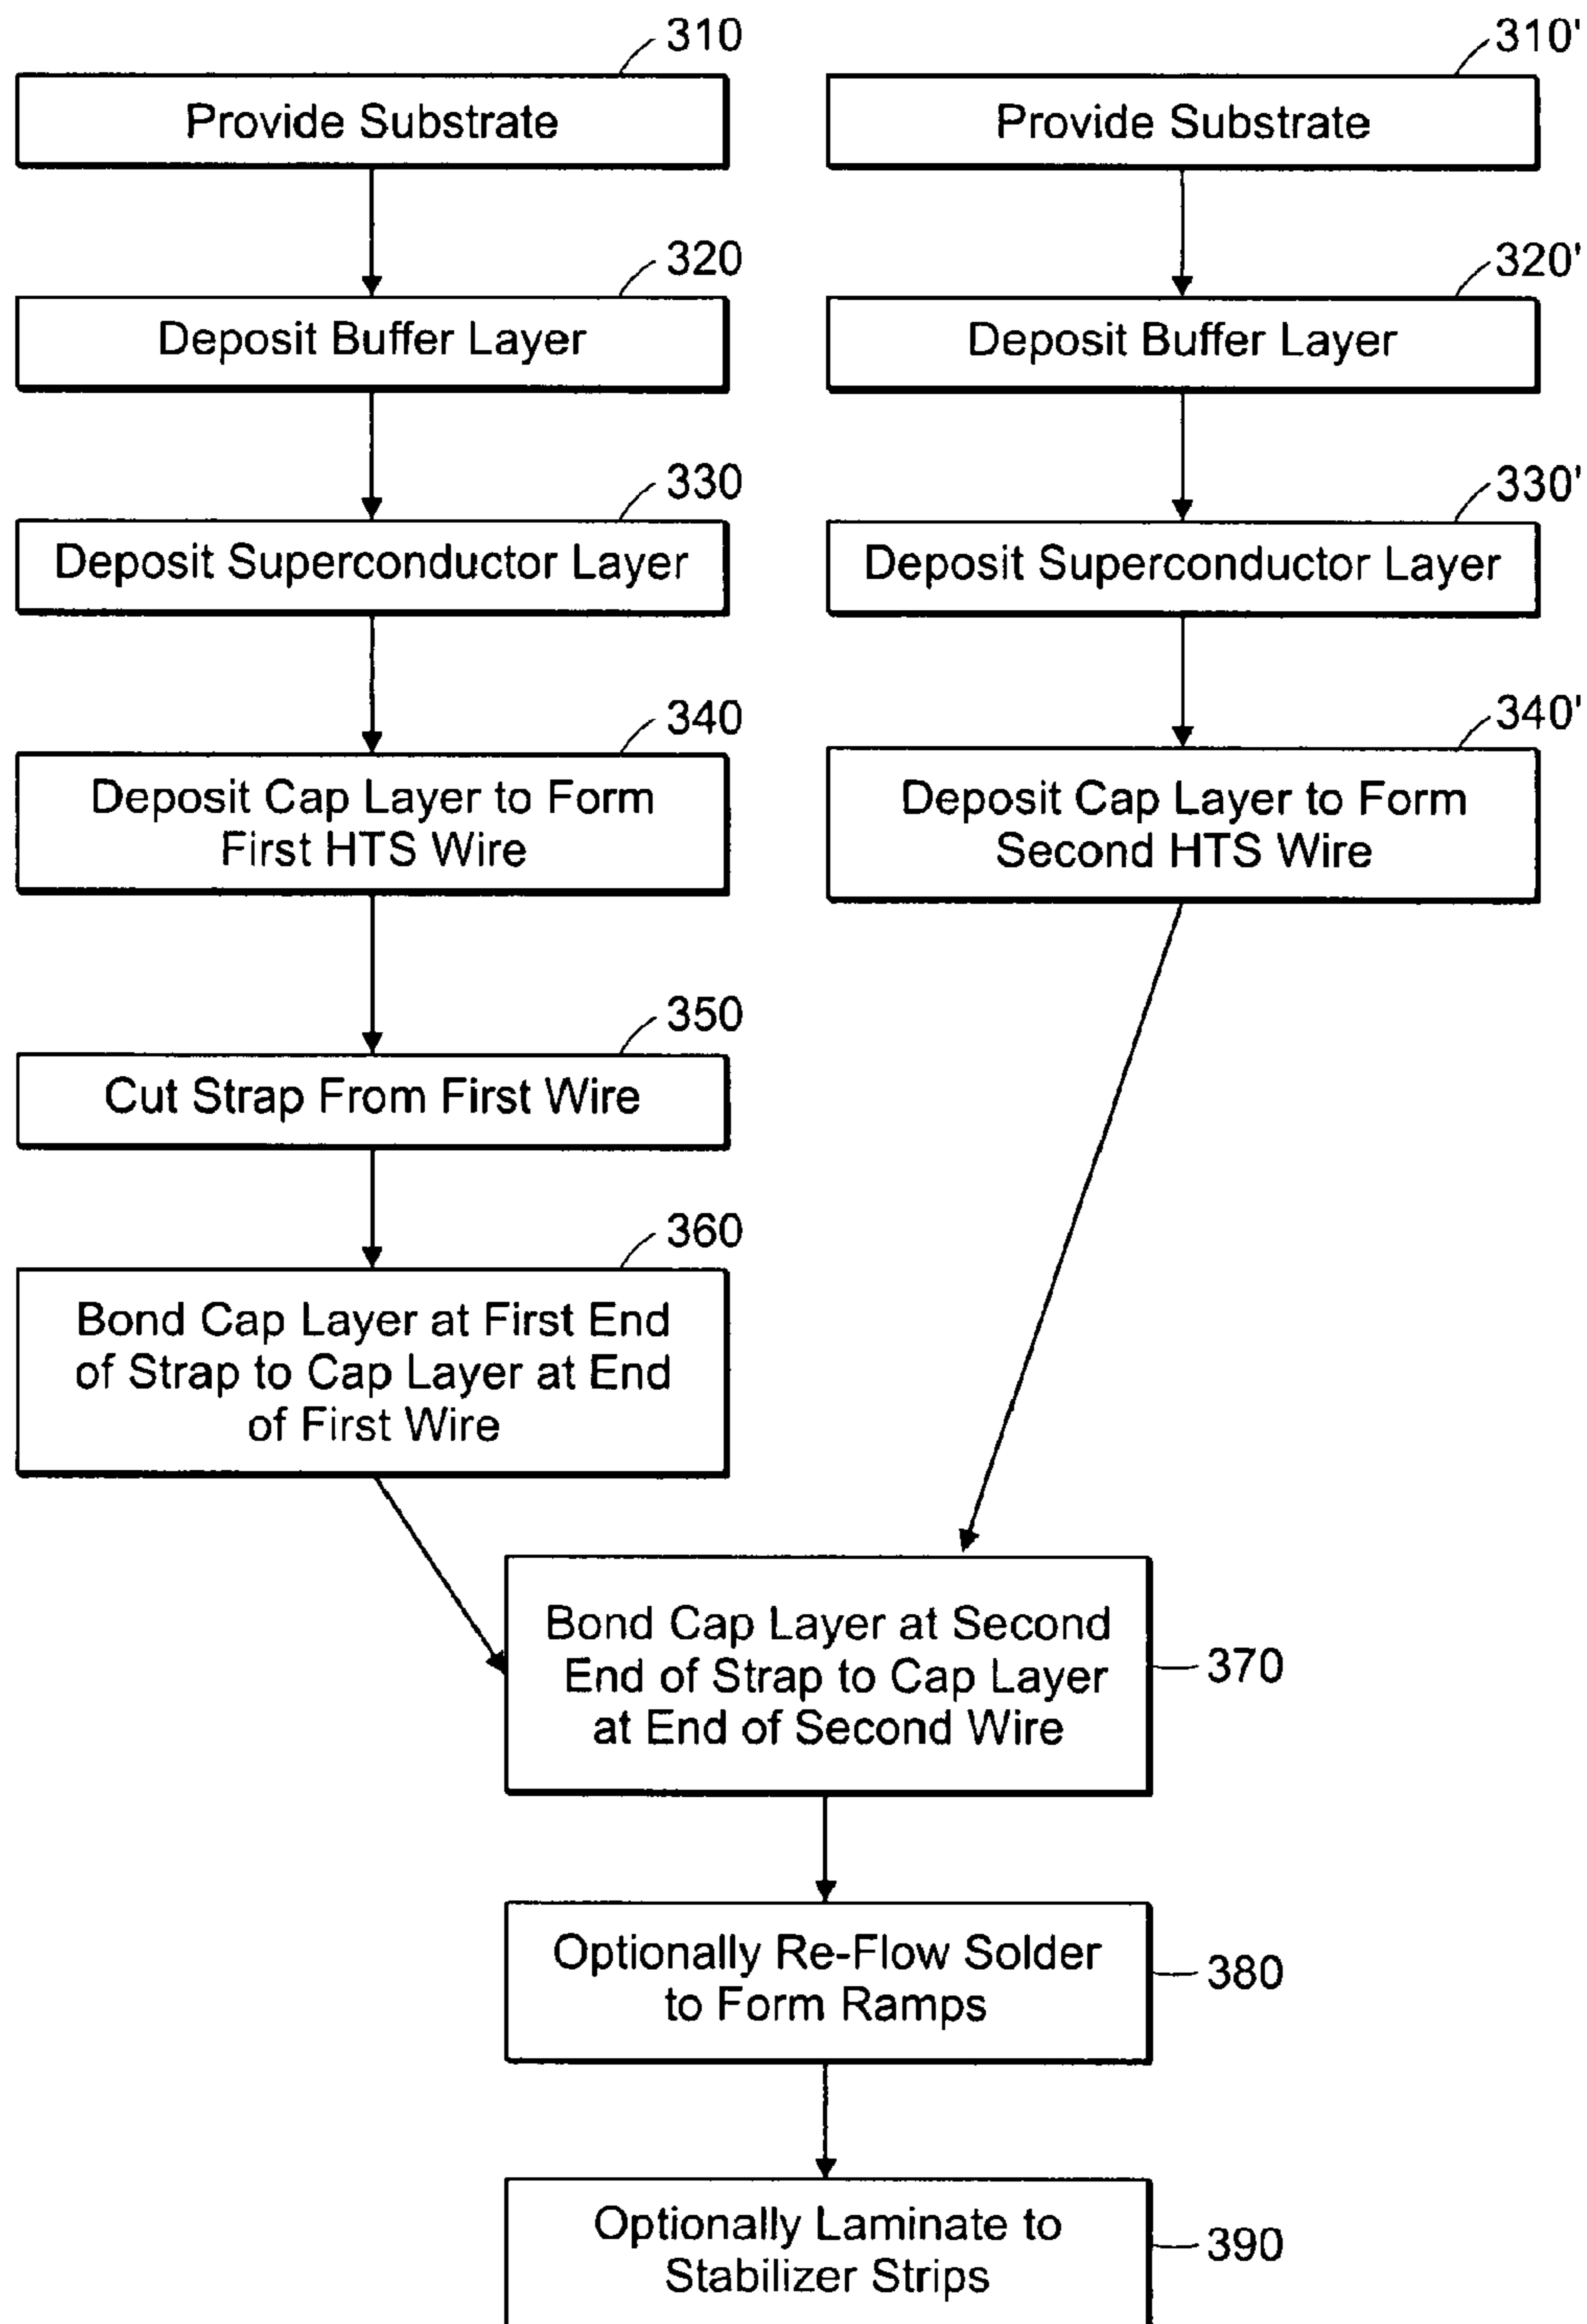 310
Provide Substrate
310'
Provide Substrate
320
Deposit Buffer Layer
320'
Deposit Buffer Layer
330
Deposit Superconductor Layer
330'
Deposit Superconductor Layer
340
Deposit Cap Layer to Form
First HTS Wire
340'
Deposit Cap Layer to Form
Second HTS Wire
350
Cut Strap From First Wire
360
Bond Cap Layer at First End
of Strap to Cap Layer at End
of First Wire
Bond Cap Layer at Second
End of Strap to Cap Layer
at End of Second Wire
370
Optionally Re-Flow Solder
to Form Ramps
380
Optionally Laminate to
Stabilizer Strips
390